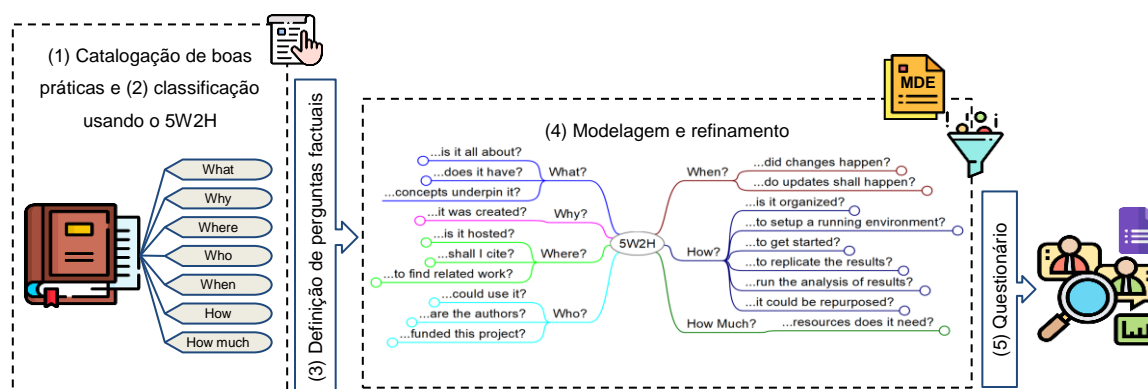 (1) Catalogação de boas
práticas e (2) classificação
usando o 5W2H
What
Why
Where
Who
When
How
How much
(3) Definição de perguntas factuais
MDE
(4) Modelagem e refinamento
...is it all about?
...does it have?
...concepts underpin it?
What?
...it was created?
Why?
...is it hosted?
...shall I cite?
...to find related work?
Where?
...could use it?
...are the authors?
...funded this project?
Who?
5W2H
When?
...did changes happen?
...do updates shall happen?
How?
...is it organized?
...to setup a running environment?
...to get started?
...to replicate the results?
...run the analysis of results?
...it could be repurposed?
How Much?
...resources does it need?
(5) Questionário